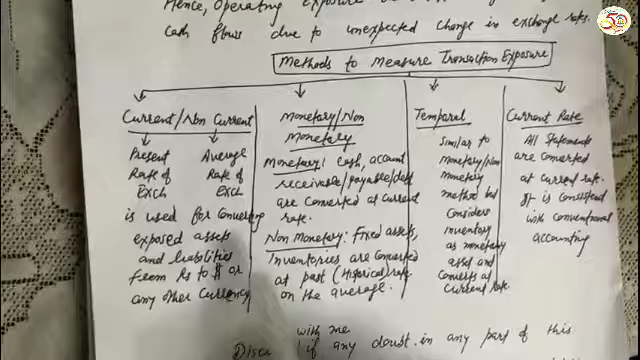 Hence, Operating exposure
cash flows due to unexpected change in exchange rates.
Methods to Measure Transaction Exposure
Current/Non Current
Present Average
Rate of Rate of
Exch Exch
is used for converting
exposed assets
and liabilities
from Rs to $ or
any other currency
Monetary/Non
Monetary
Monetary: cash, account
receivable/payable/debt
are converted at current
rate.
Non Monetary: Fixed assets,
Inventories are converted
at past (Historical) rate
on the average.
Temporal
Similar to
monetary/Non
monetary
method but
considers
inventory
as monetary
asset and
converts at
current rate
Current Rate
All statements
are converted
at current rate.
It is consistent
with conventional
accounting
with me
if any doubt in any part of this
50